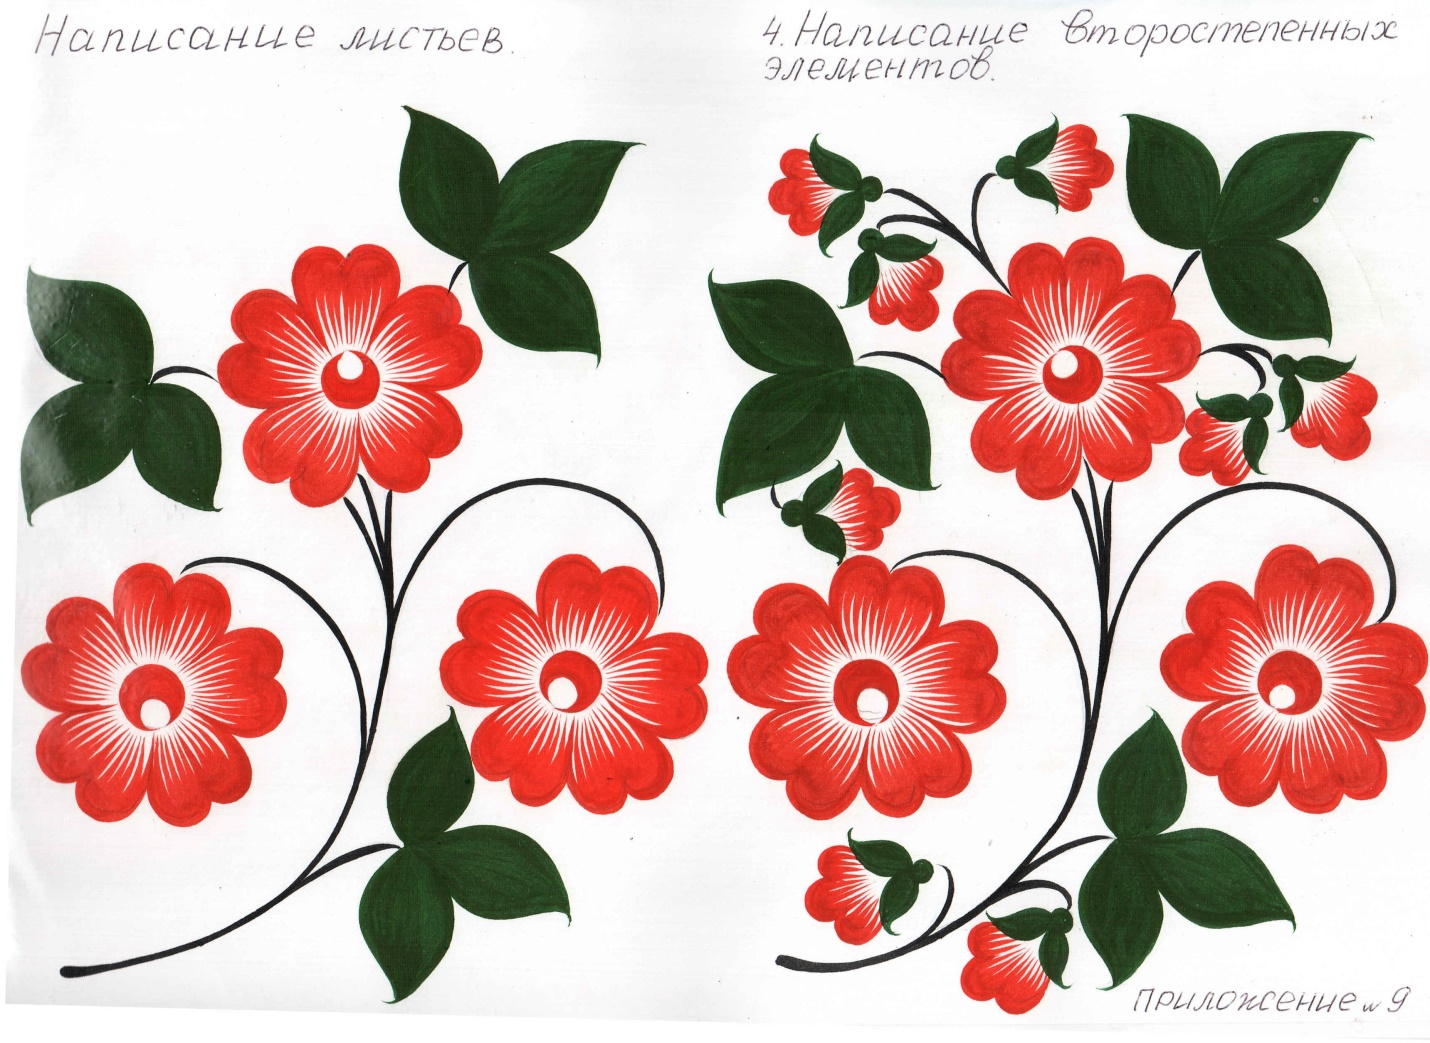 Написание листьев.
4. Написание второстепенных
элементов.
Приложение № 9